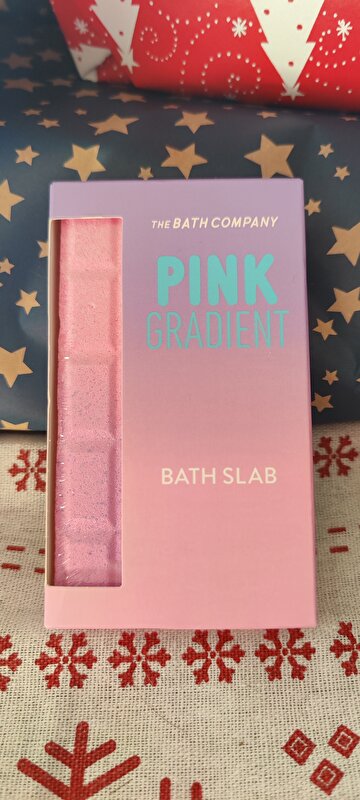 THE BATH COMPANY
PINK
GRADIENT
BATH SLAB